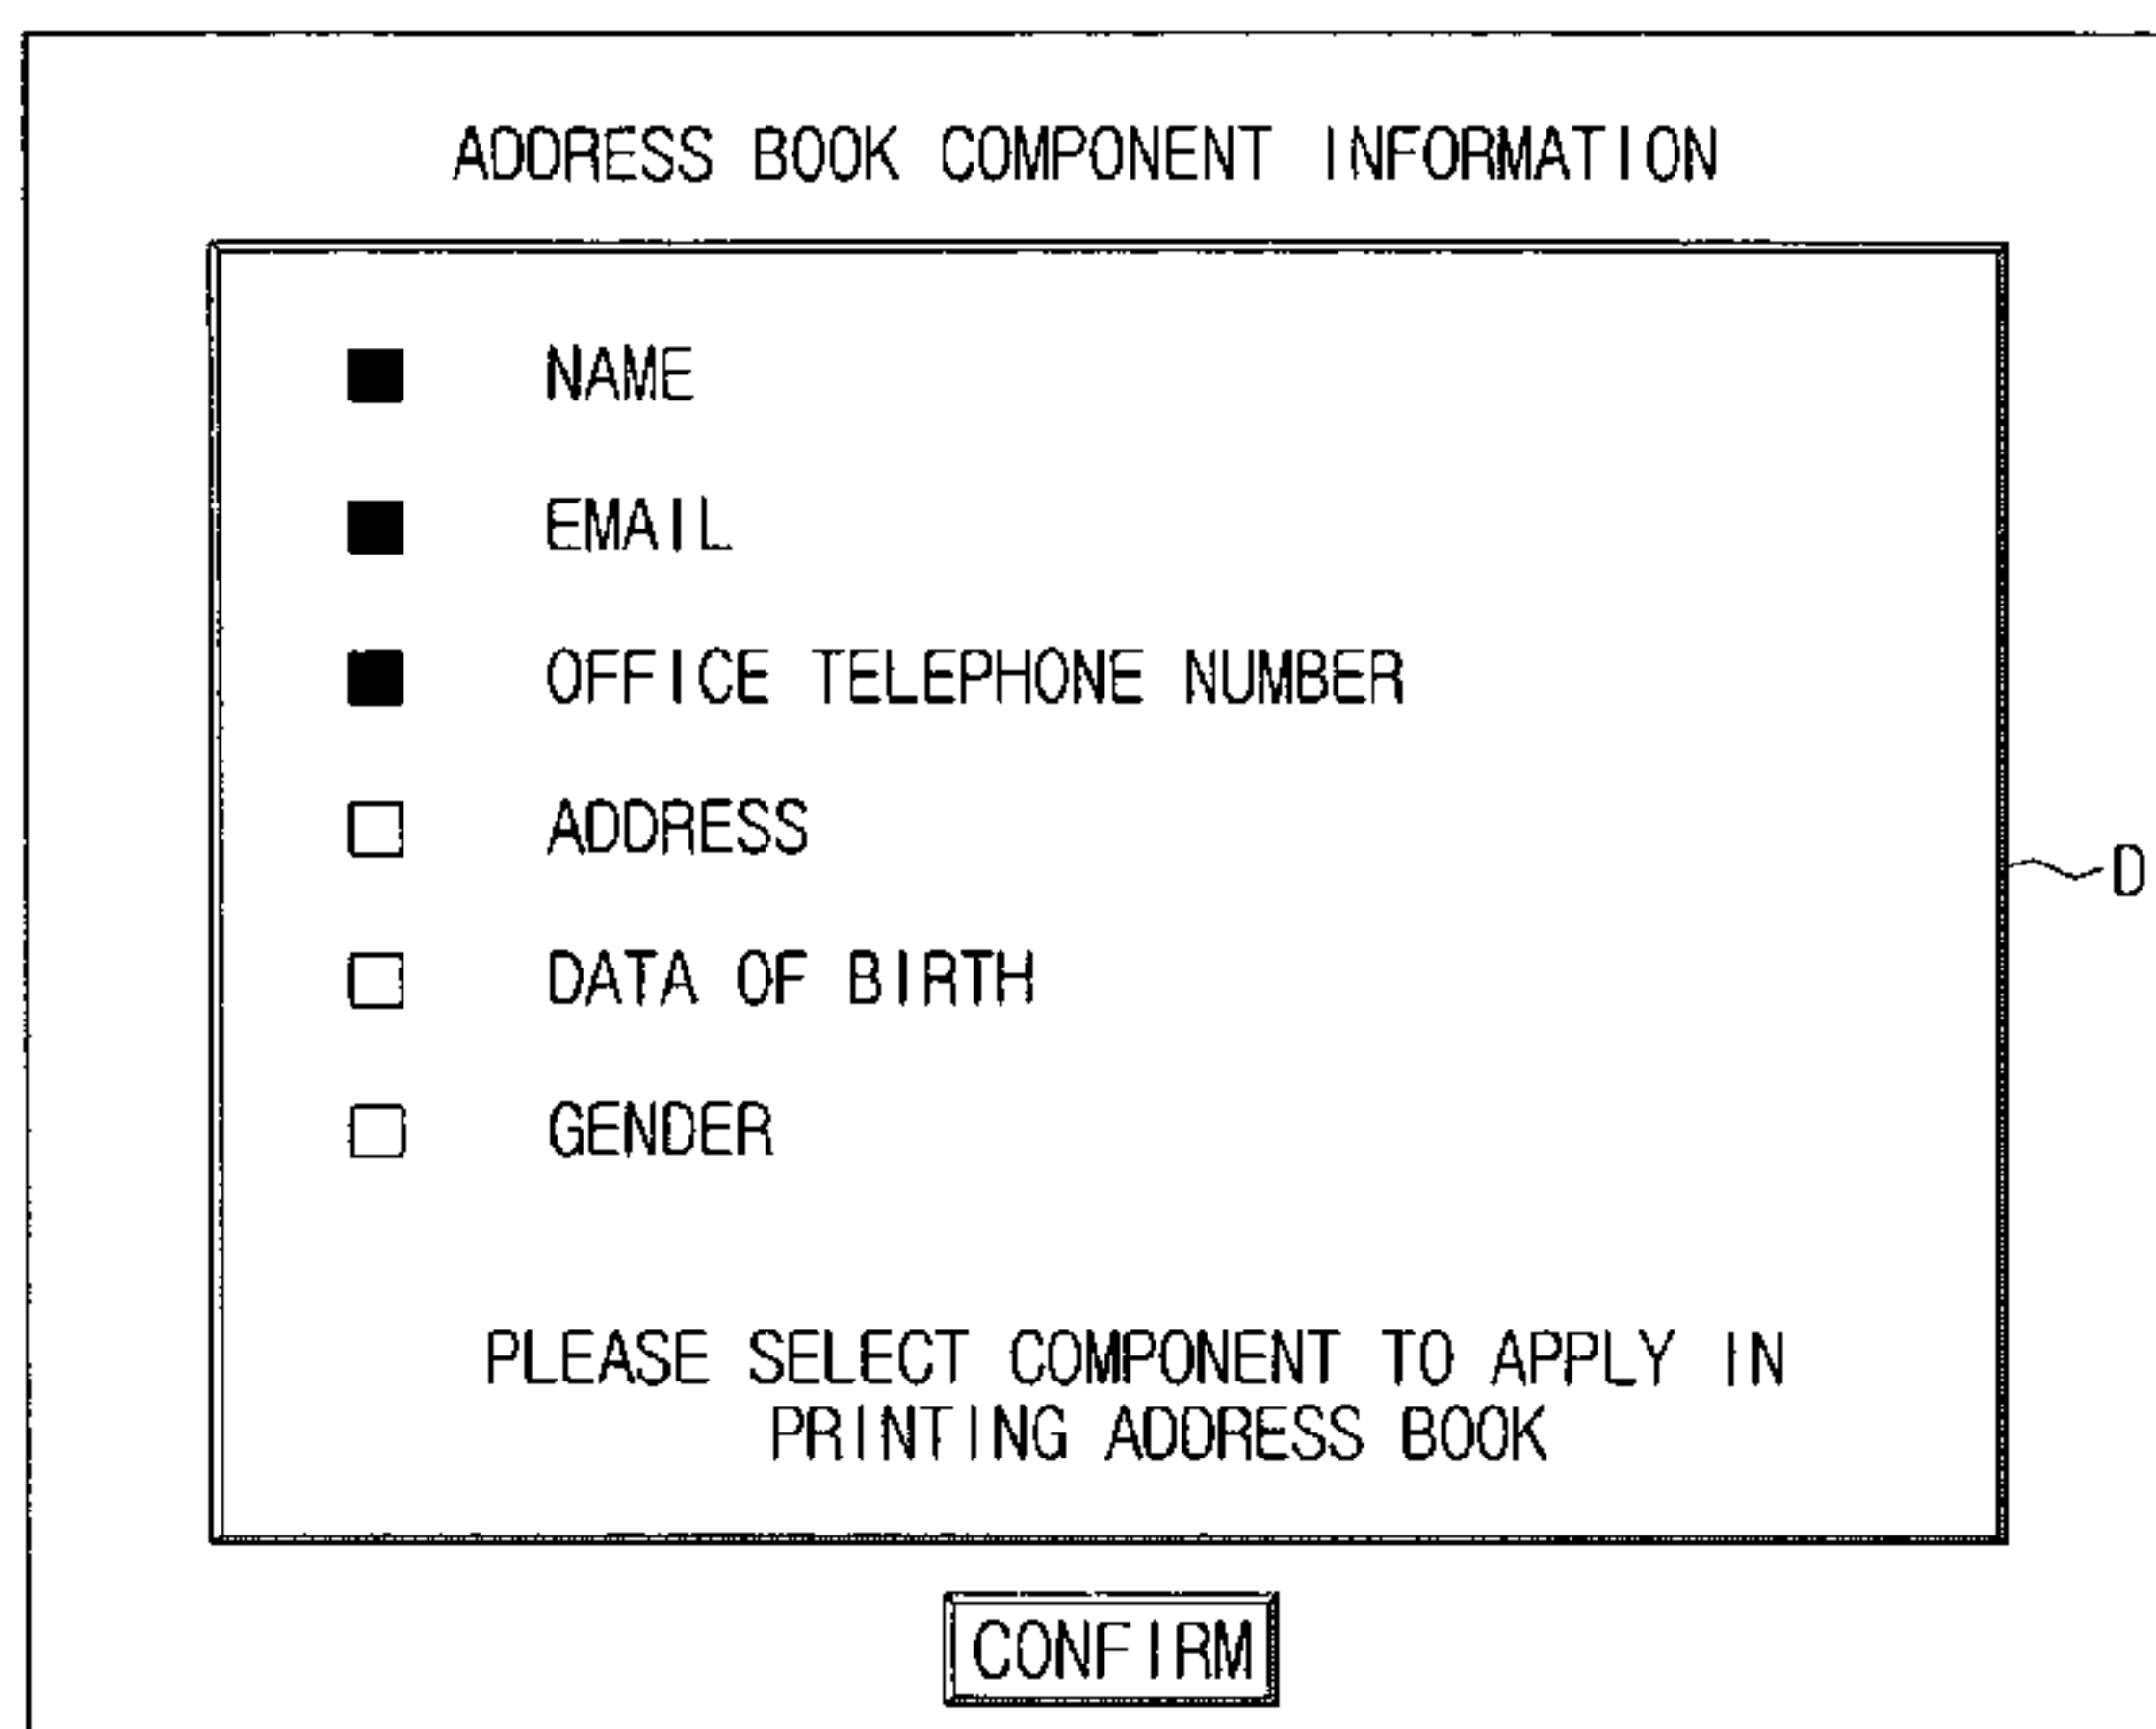 ADDRESS BOOK COMPONENT INFORMATION
NAME
EMAIL
OFFICE TELEPHONE NUMBER
ADDRESS
D
DATA OF BIRTH
GENDER
PLEASE SELECT COMPONENT TO APPLY IN
PRINTING ADDRESS BOOK
CONFIRM